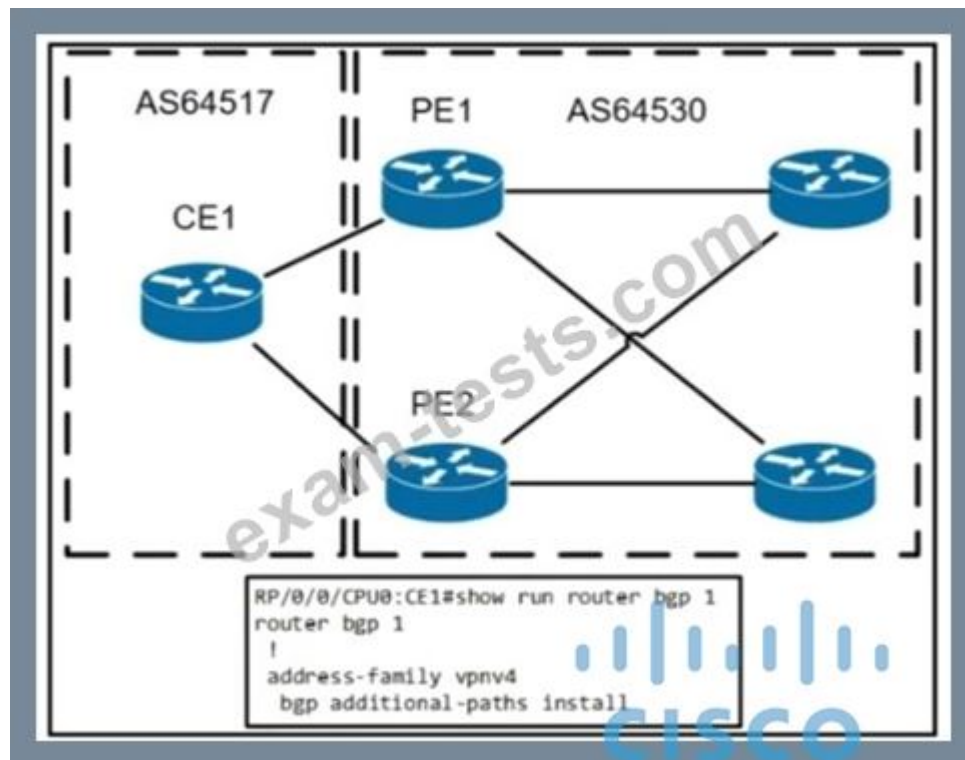 AS64517
PE1
AS64530
CE1
PE2
exam-tests.com
RP/0/0/CPU0:CE1#show run router bgp 1
router bgp 1
!
address-family vpnv4
bgp additional-paths install
CISCO